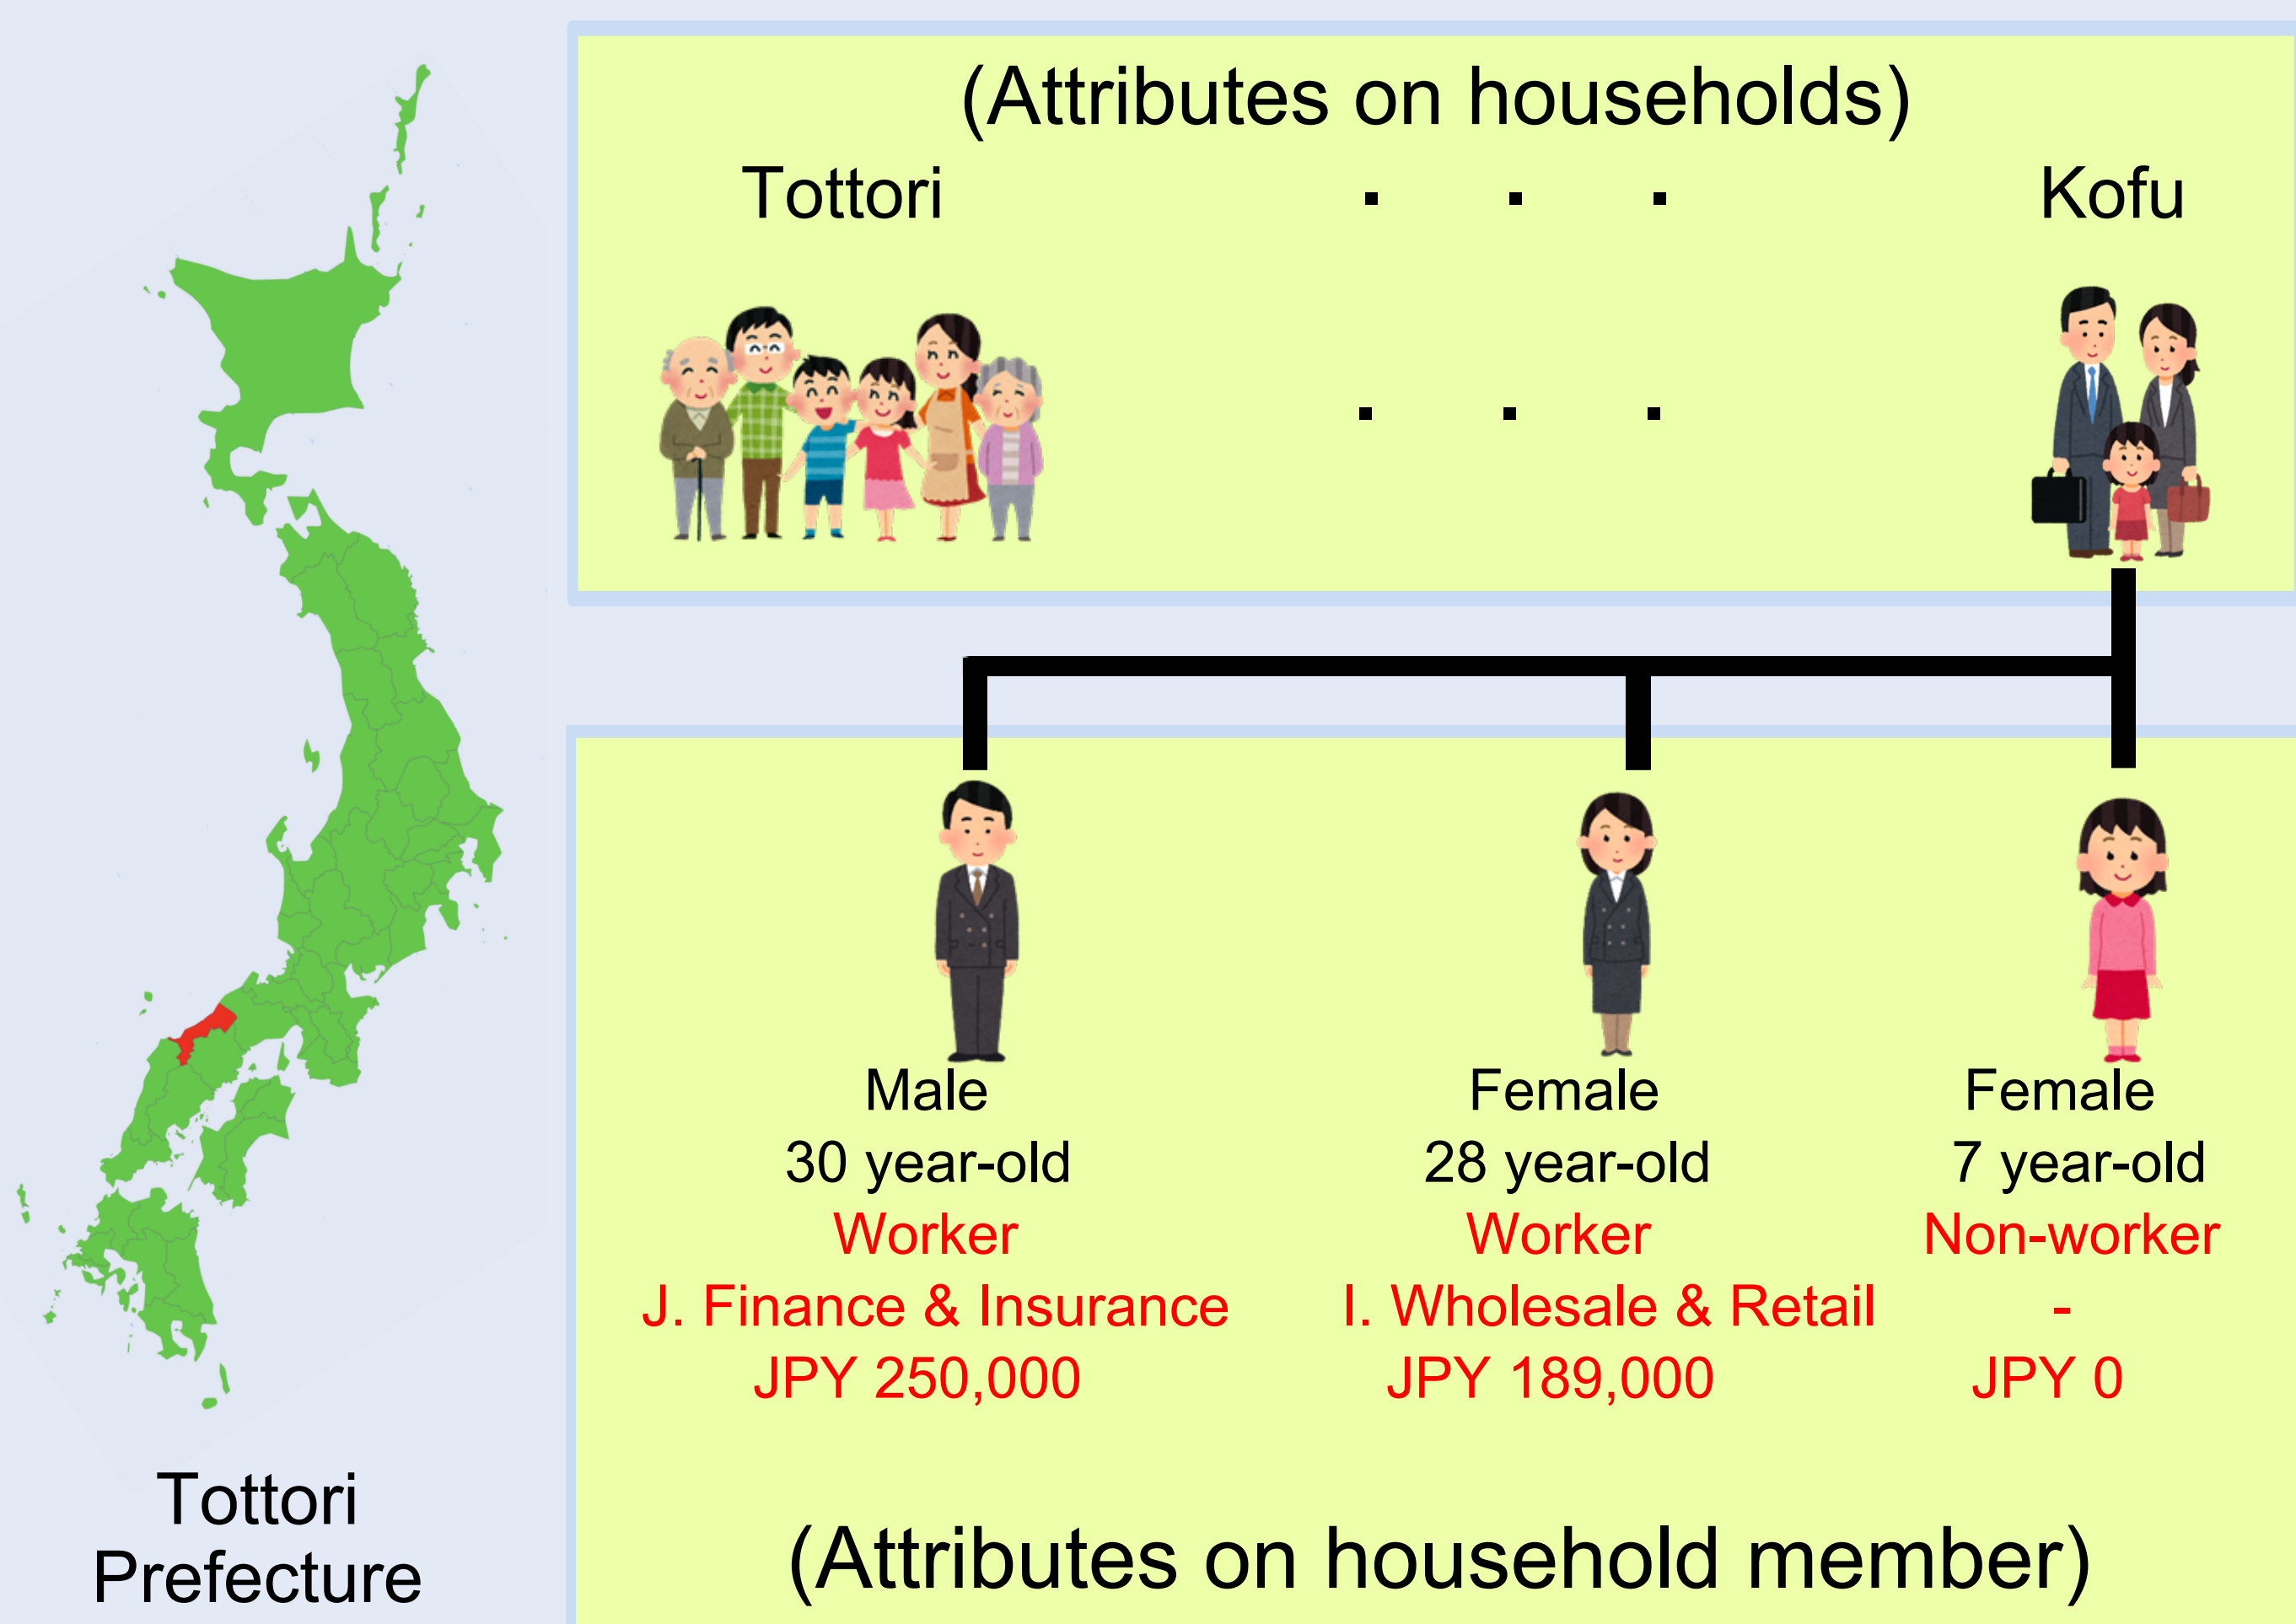 (Attributes on households)
Tottori . . . Kofu
. . .
Male Female Female
30 year-old 28 year-old 7 year-old
Worker Worker Non-worker
J. Finance & Insurance I. Wholesale & Retail -
JPY 250,000 JPY 189,000 JPY 0
(Attributes on household member)
Tottori
Prefecture